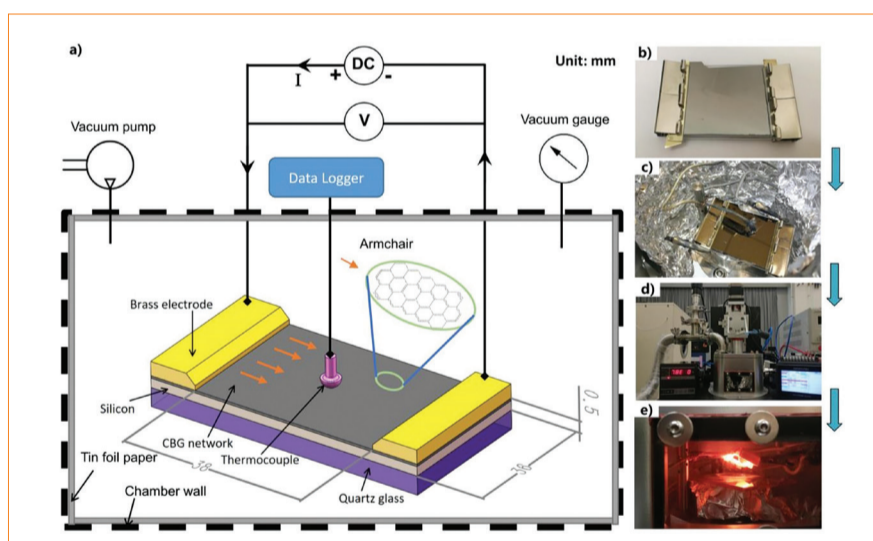 a)
DC
I
+
-
Unit: mm
b)
Vacuum pump
V
Vacuum gauge
Data Logger
c)
Armchair
Brass electrode
d)
Silicon
CBG network
Thermocouple
0.5
e)
38
Tin foil paper
Quartz glass
Chamber wall